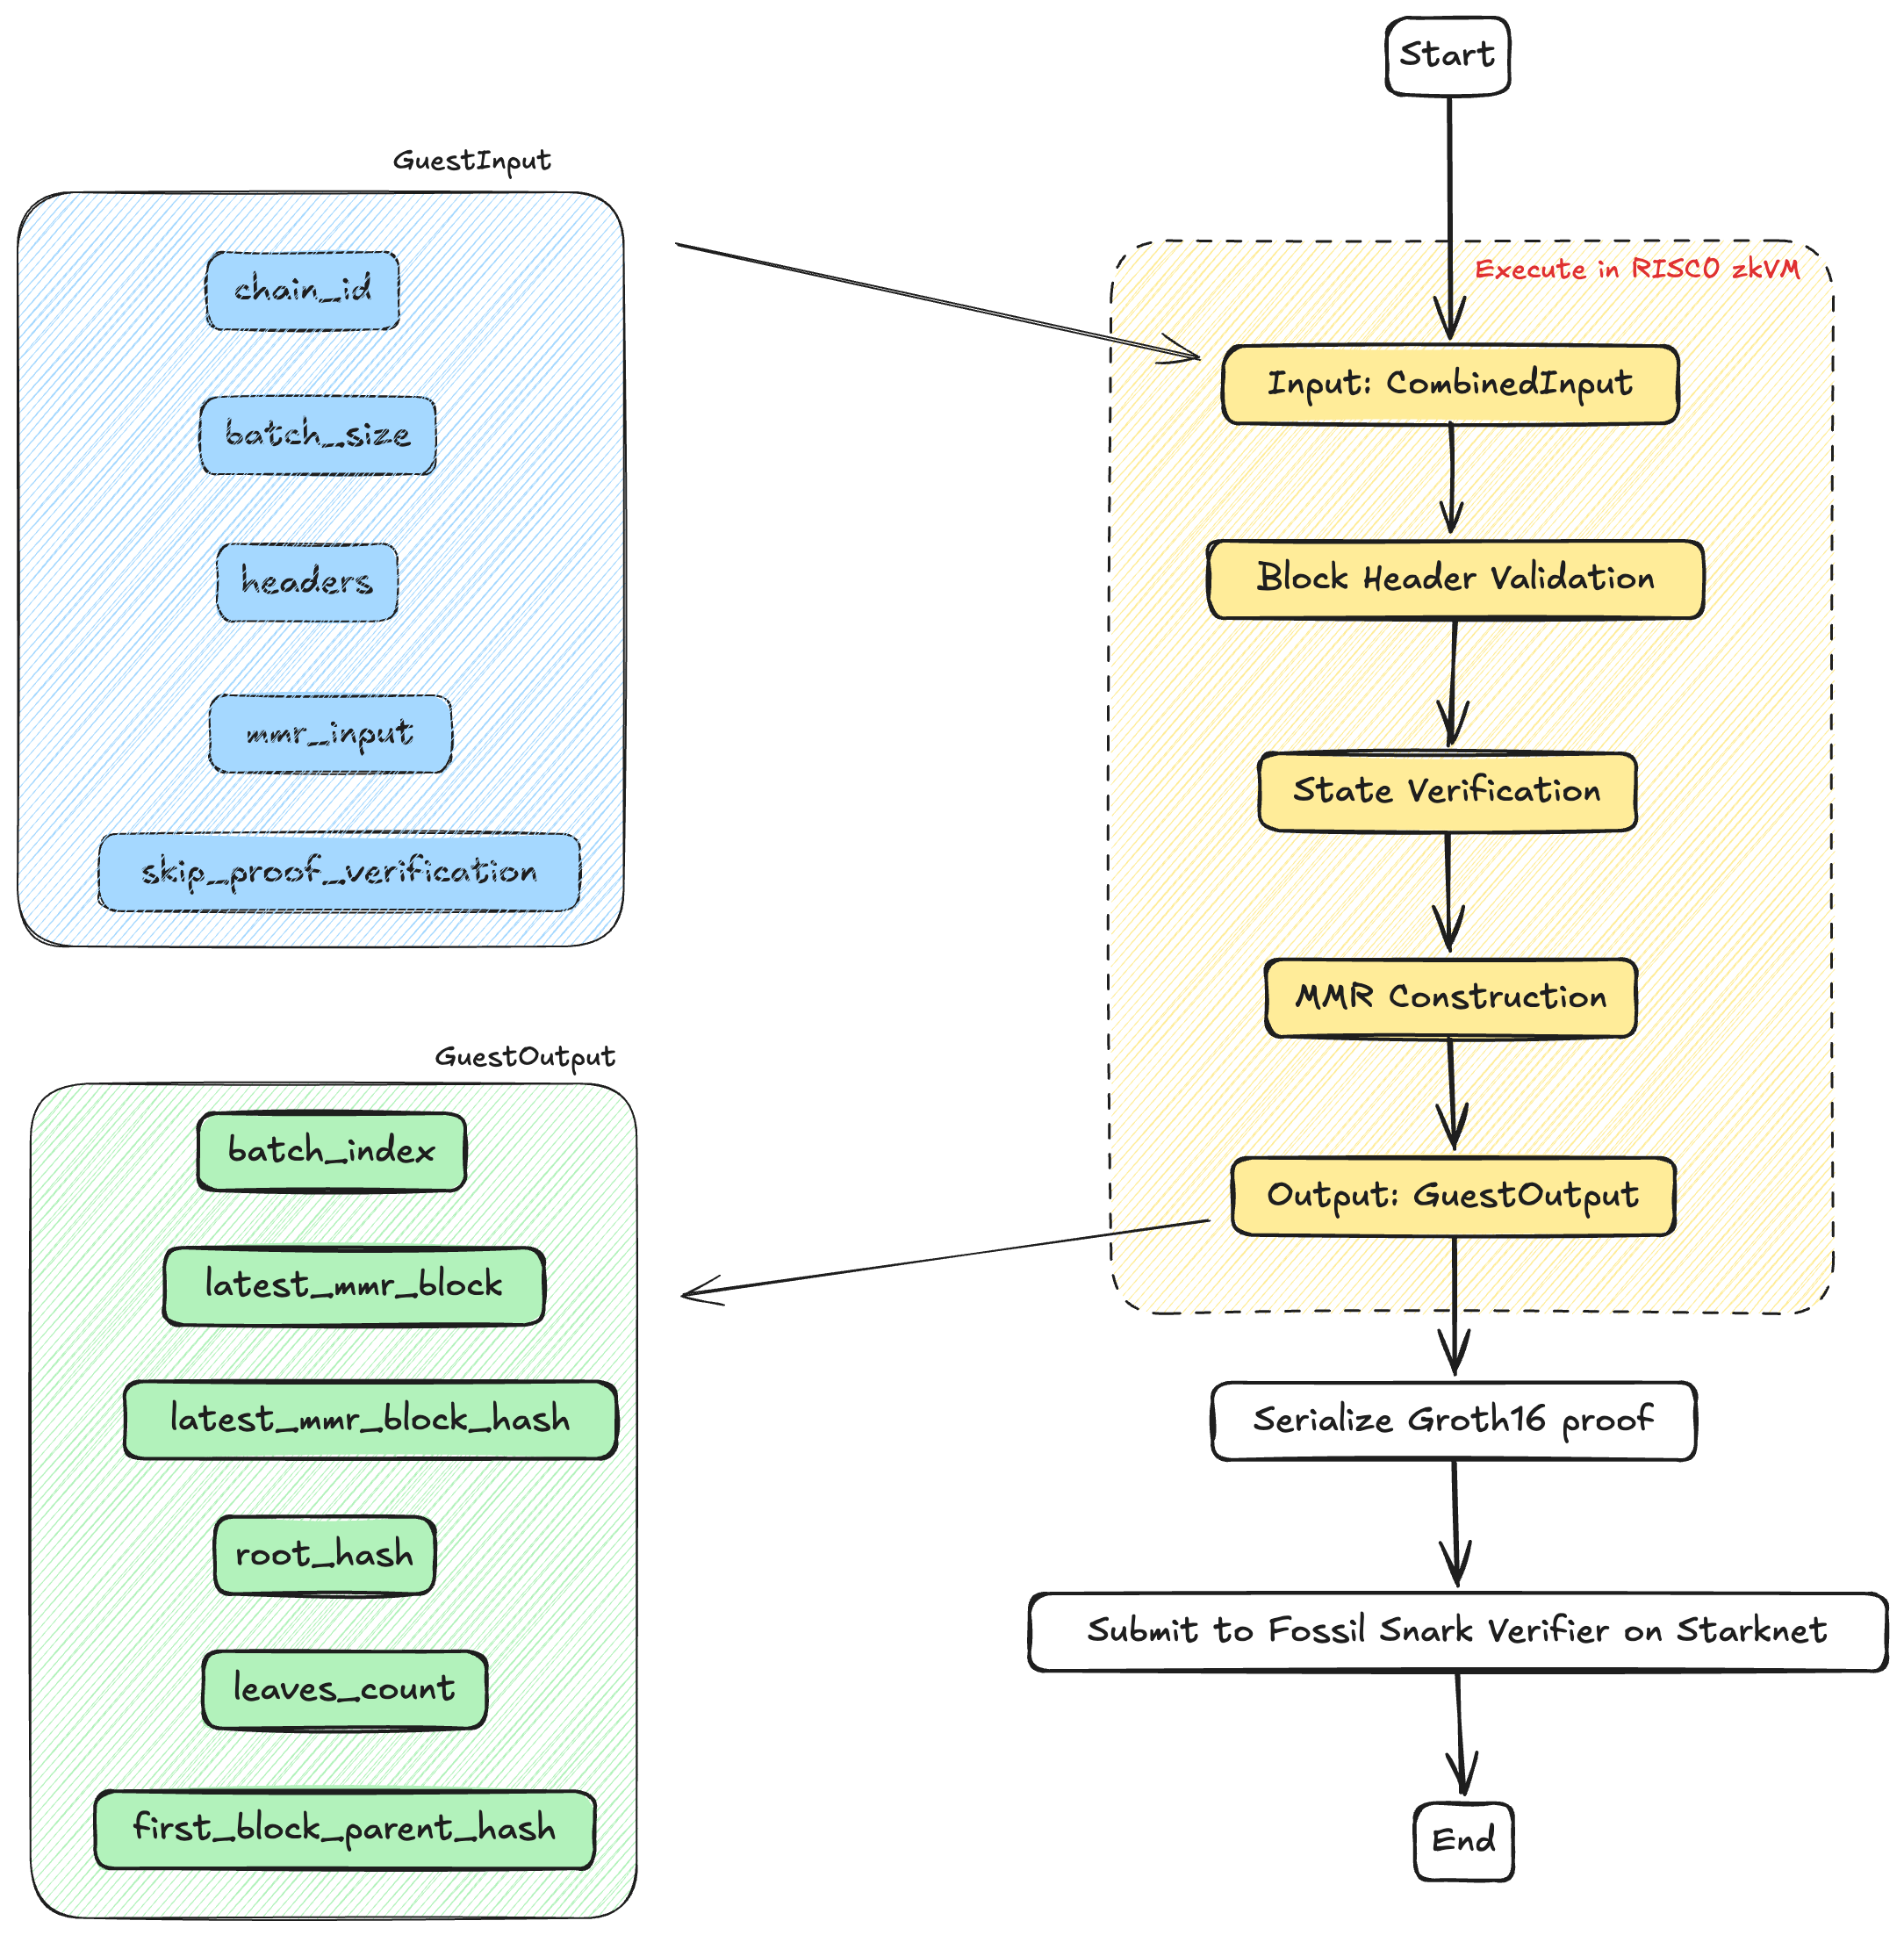 Start
GuestInput
chain_id
batch_size
headers
mmr_input
skip_proof_verification
Execute in RISC0 zkVM
Input: CombinedInput
Block Header Validation
State Verification
MMR Construction
Output: GuestOutput
GuestOutput
batch_index
latest_mmr_block
latest_mmr_block_hash
root_hash
leaves_count
first_block_parent_hash
Serialize Groth16 proof
Submit to Fossil Snark Verifier on Starknet
End